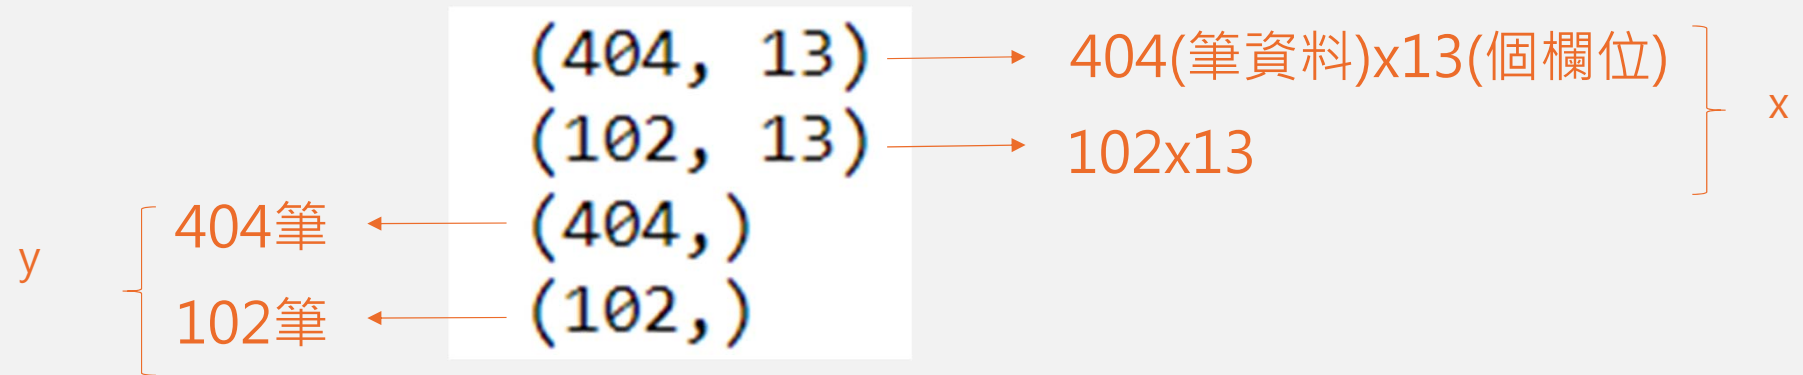 (404, 13) 404(筆資料)x13(個欄位)
x
(102, 13) 102x13
404筆 (404,)
y
102筆 (102,)